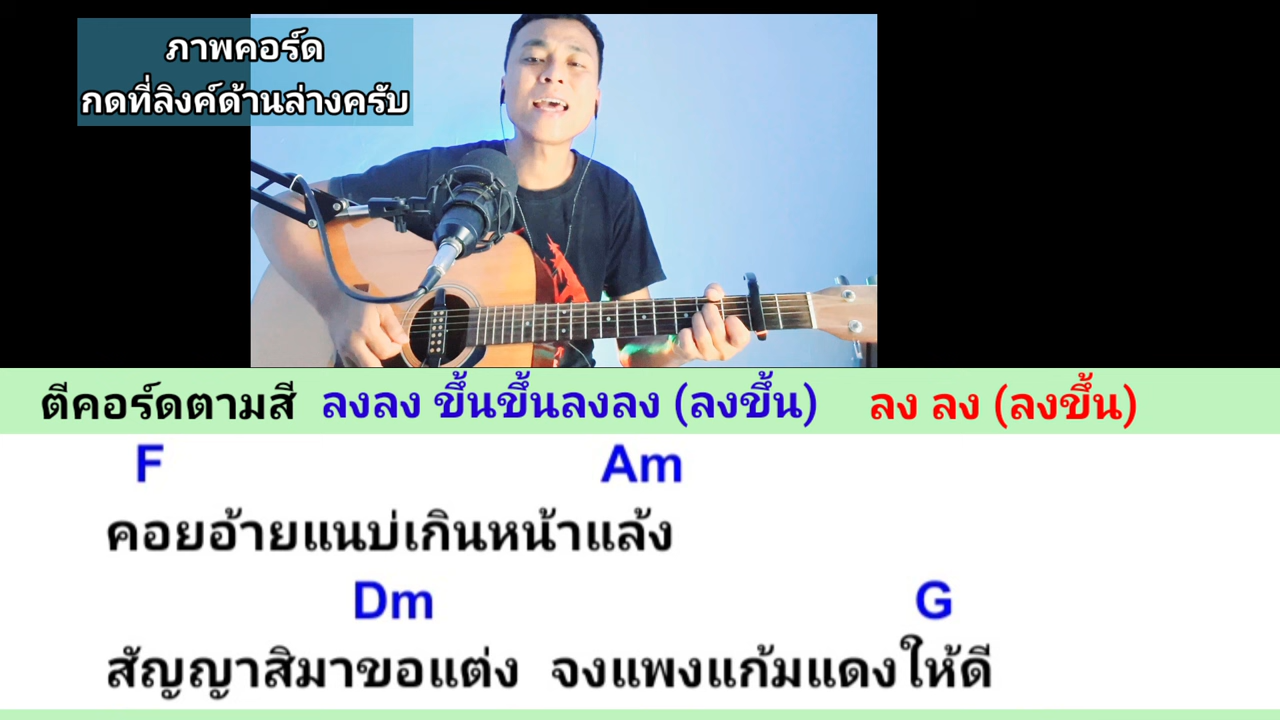 ภาพคอร์ด
กดที่ลิงค์ด้านล่างครับ
ตีคอร์ดตามสี ลงลง ขึ้นขึ้นลงลง (ลงขึ้น) ลง ลง (ลงขึ้น)
F Am
คอยอ้ายแนบ่เกินหน้าแล้ง
Dm G
สัญญาสิมาขอแต่ง จงแพงแก้มแดงให้ดี